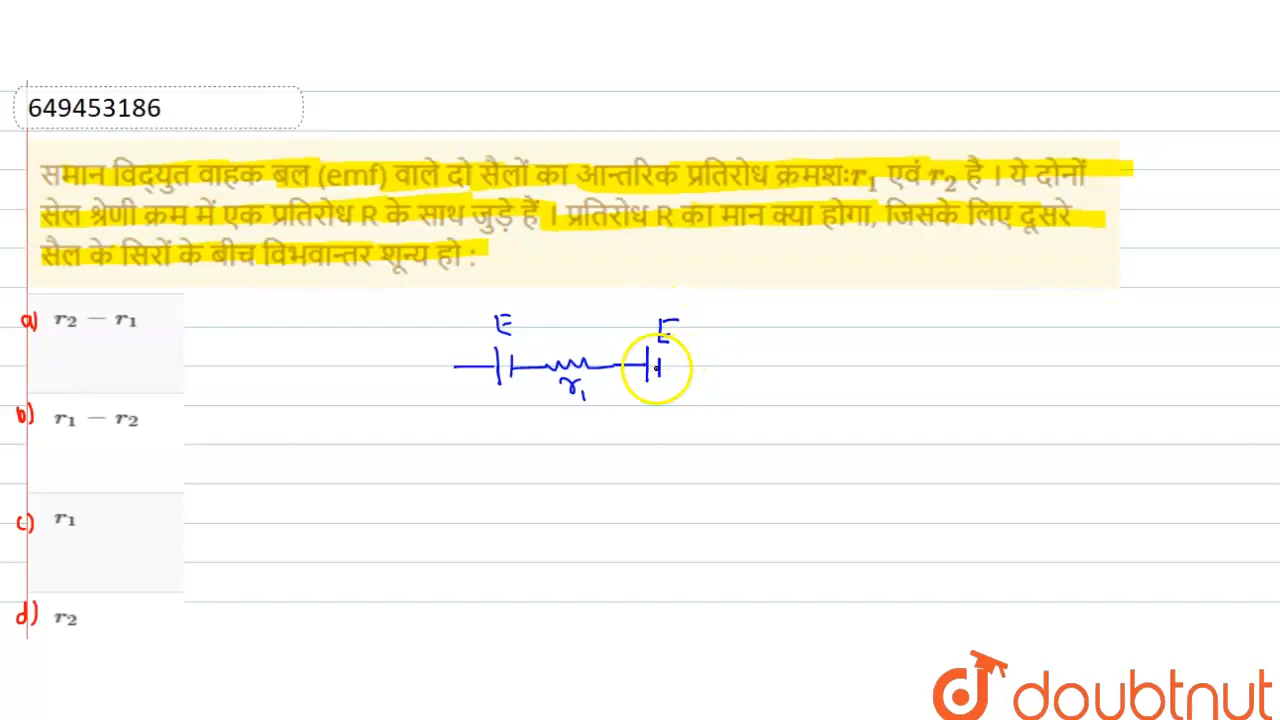 649453186
समान विद्युत वाहक बल (emf) वाले दो सैलों का आन्तरिक प्रतिरोध क्रमशःr₁ एवं r₂ है । ये दोनों
सेल श्रेणी क्रम में एक प्रतिरोध R के साथ जुड़े हैं । प्रतिरोध R का मान क्या होगा, जिसके लिए दूसरे
सैल के सिरों के बीच विभवान्तर शून्य हो :
a) r₂ − r₁
b) r₁ − r₂
c) r₁
d) r₂
E E
r₁
doubtnut